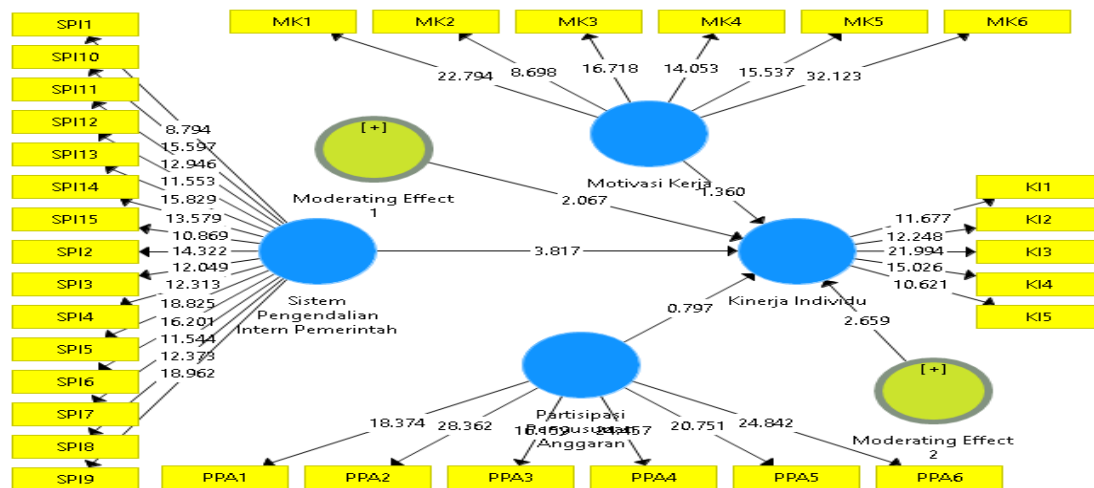 SPI1
SPI10
SPI11
SPI12
SPI13
SPI14
SPI15
SPI2
SPI3
SPI4
SPI5
SPI6
SPI7
SPI8
SPI9
8.794
15.597
12.946
11.553
15.829
13.579
10.869
14.322
12.049
12.313
18.825
16.201
11.544
12.373
18.962
Sistem
Pengendalian
Intern Pemerintah
MK1
MK2
MK3
MK4
MK5
MK6
22.794
8.698
16.718
14.053
15.537
32.123
Motivasi Kerja
[+]
Moderating Effect
1
2.067
1.360
3.817
0.797
2.659
Kinerja Individu
11.677
12.248
21.994
15.026
10.621
KI1
KI2
KI3
KI4
KI5
[+]
Moderating Effect
2
Partisipasi
Penyusunan
Anggaran
18.374
28.362
20.751
24.842
PPA1
PPA2
PPA3
PPA4
PPA5
PPA6